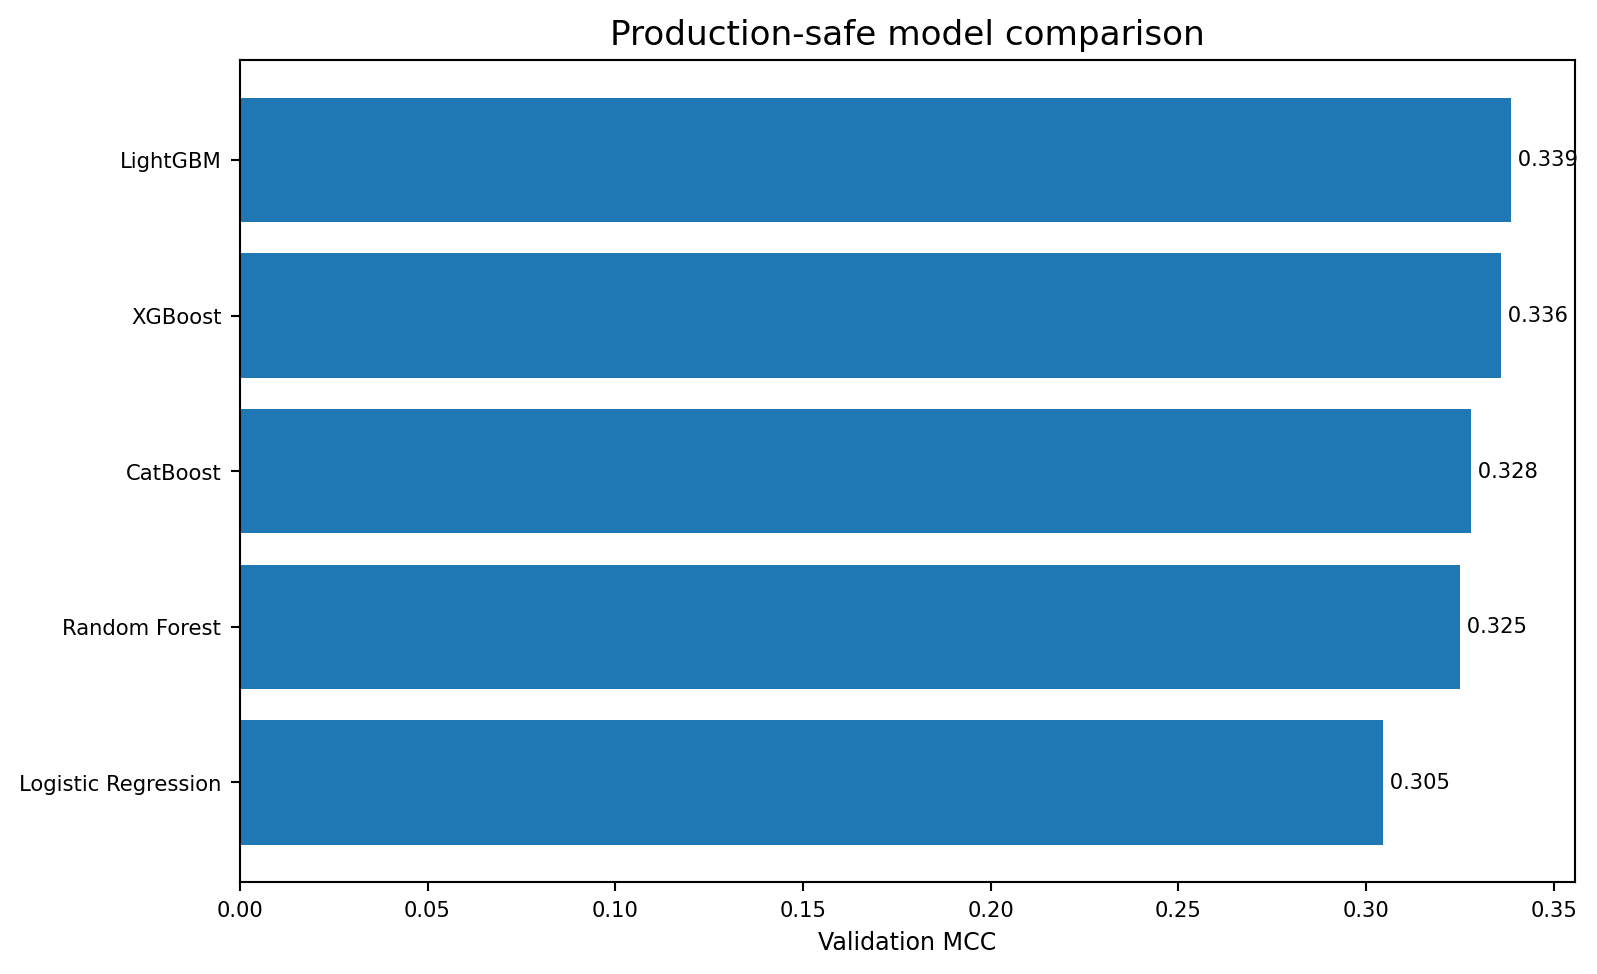 Production-safe model comparison
LightGBM
0.339
XGBoost
0.336
CatBoost
0.328
Random Forest
0.325
Logistic Regression
0.305
0.00 0.05 0.10 0.15 0.20 0.25 0.30 0.35
Validation MCC